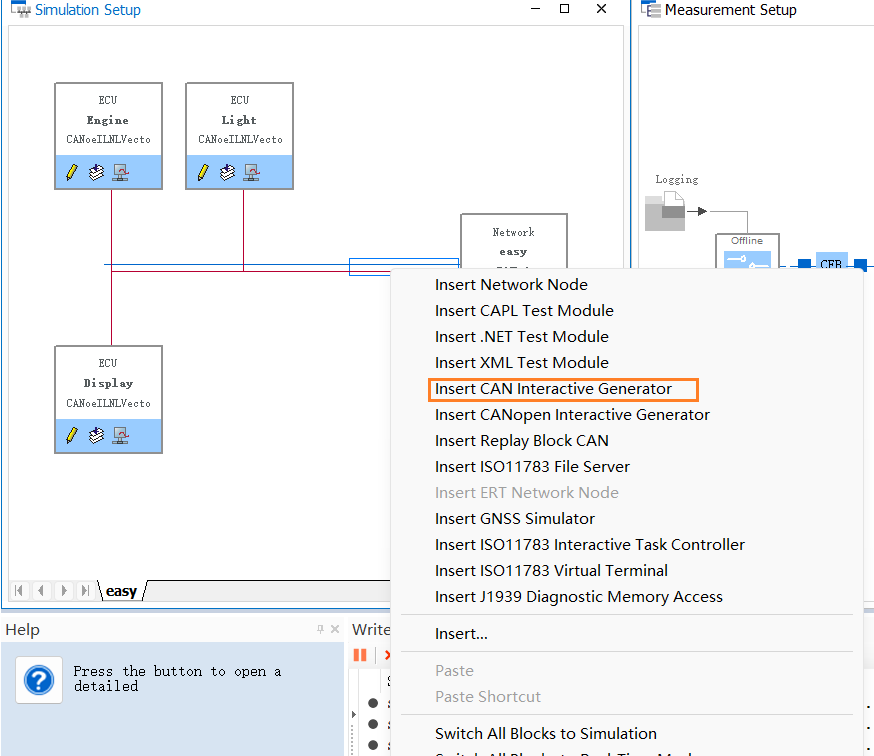 Simulation Setup
Measurement Setup
ECU
Engine
CANoeILNLVecto
ECU
Light
CANoeILNLVecto
Network
easy
ECU
Display
CANoeILNLVecto
easy
Logging
Offline
CFB
Insert Network Node
Insert CAPL Test Module
Insert .NET Test Module
Insert XML Test Module
Insert CAN Interactive Generator
Insert CANopen Interactive Generator
Insert Replay Block CAN
Insert ISO11783 File Server
Insert ERT Network Node
Insert GNSS Simulator
Insert ISO11783 Interactive Task Controller
Insert ISO11783 Virtual Terminal
Insert J1939 Diagnostic Memory Access
Insert...
Paste
Paste Shortcut
Switch All Blocks to Simulation
Help
Press the button to open a
detailed
Write